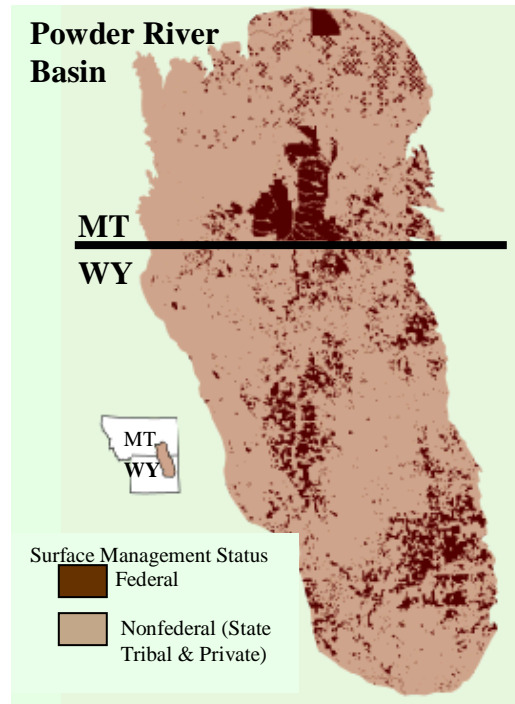 Powder River
Basin
MT
WY
MT
WY
Surface Management Status
Federal
Nonfederal (State
Tribal & Private)